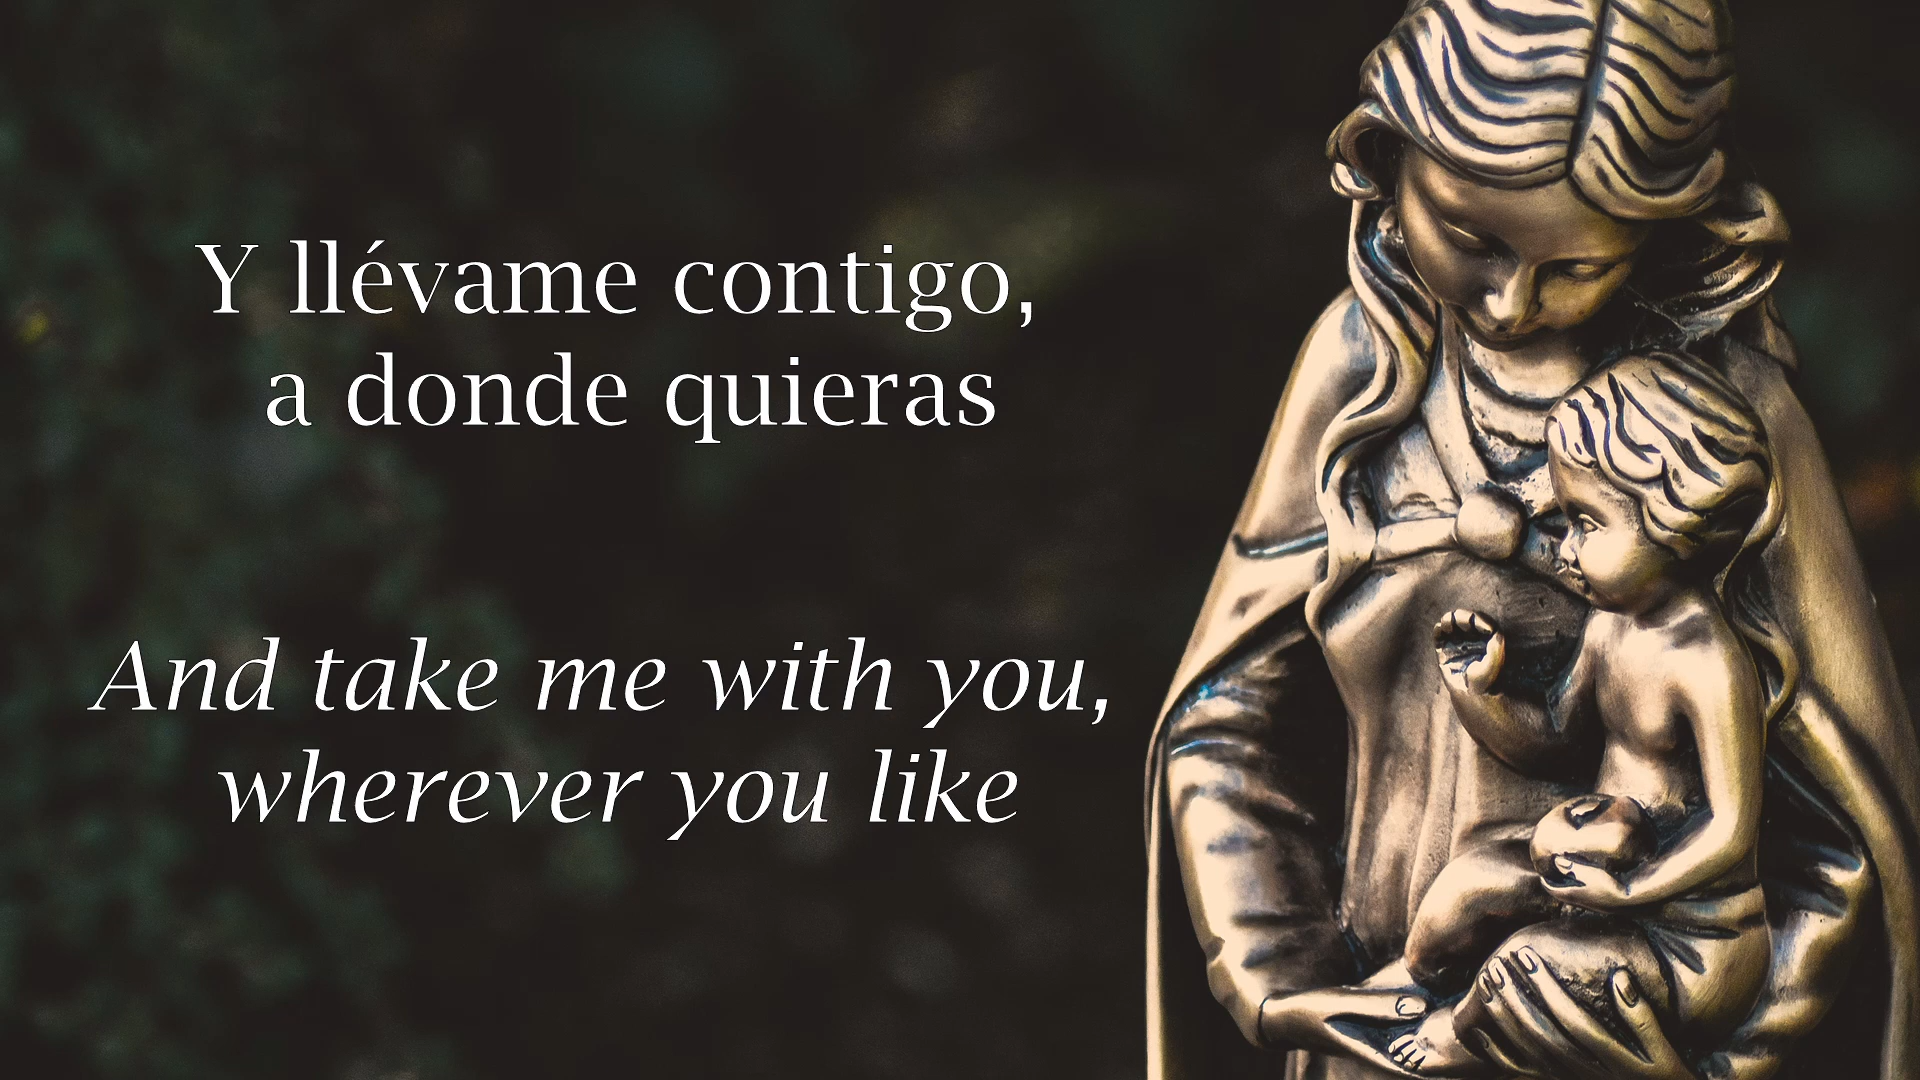 Y llévame contigo,
a donde quieras
And take me with you,
wherever you like